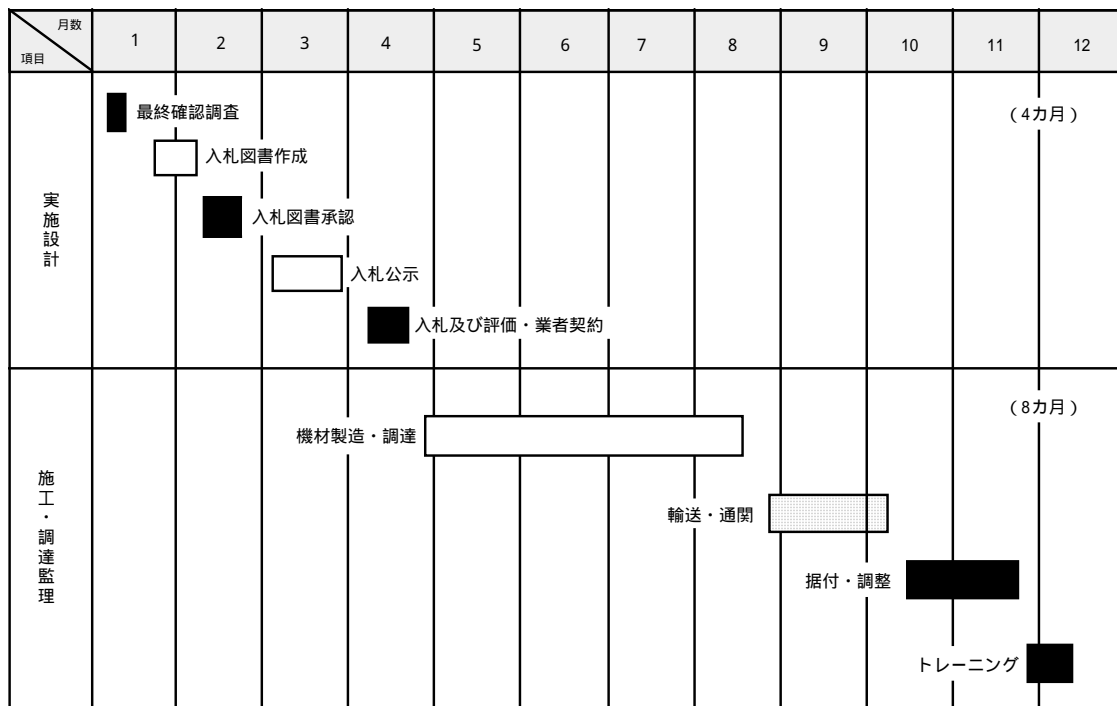 月数
項目
1 2 3 4 5 6 7 8 9 10 11 12
実施設計
最終確認調査
(4カ月)
入札図書作成
入札図書承認
入札公示
入札及び評価・業者契約
施工・調達監理
(8カ月)
機材製造・調達
輸送・通関
据付・調整
トレーニング